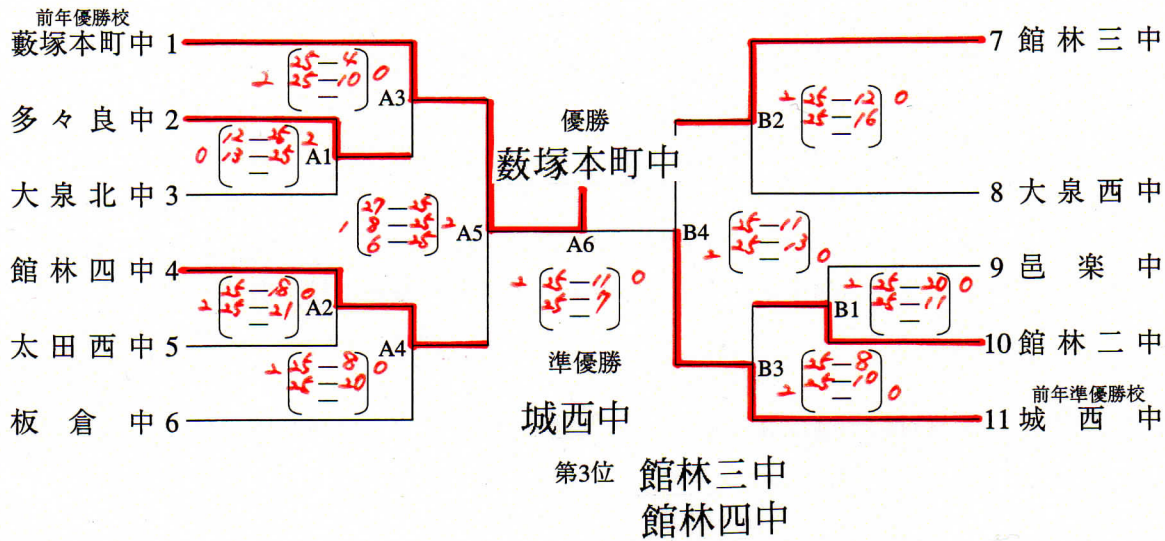 前年優勝校
藪塚本町中 1
25—4
2 25—10 0
—
A3
多々良中 2
12—25
0 13—25 2
—
A1
大泉北中 3
27—25
1 8—25 2
6—25
A5
館林四中 4
25—18
2 25—21 0
—
A2
太田西中 5
A4
25—8
2 25—20 0
—
板倉中 6
優勝
薮塚本町中
A6
25—11
2 25—7 0
—
準優勝
城西中
第3位 館林三中
館林四中
7 館林三中
B2
2 25—12 0
25—16
—
8 大泉西中
B4
25—11
2 25—13 0
—
9 邑楽中
2 25—20 0
25—11
—
B1
10 館林二中
B3
25—8
2 25—10 0
—
前年準優勝校
11 城西中